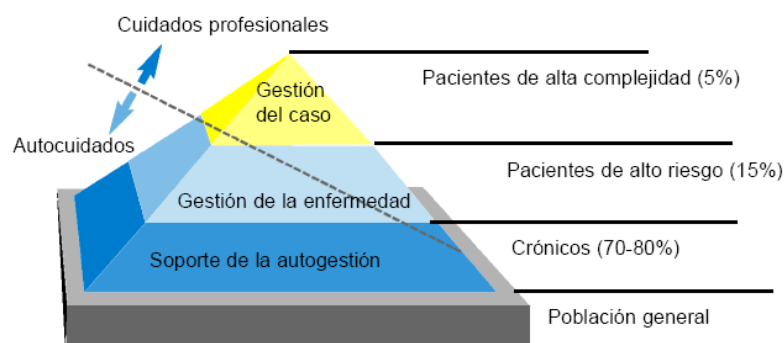 Cuidados profesionales
Pacientes de alta complejidad (5%)
Gestión
del caso
Autocuidados
Pacientes de alto riesgo (15%)
Gestión de la enfermedad
Crónicos (70-80%)
Soporte de la autogestión
Población general